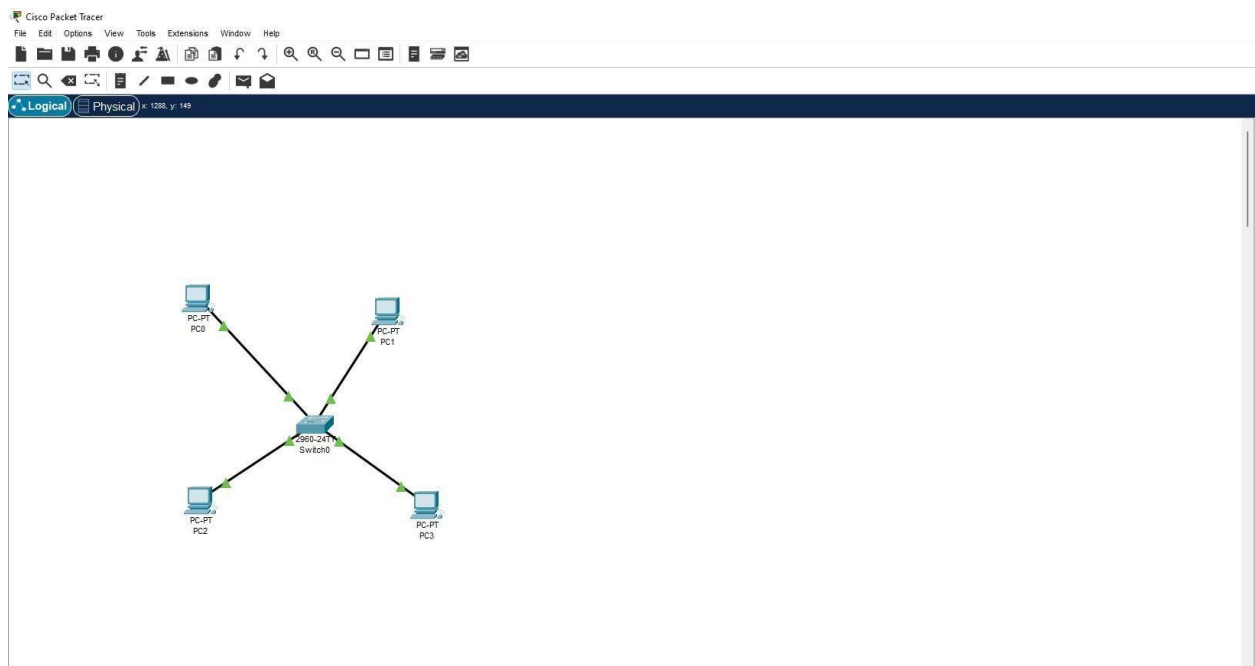 Cisco Packet Tracer
File Edit Options View Tools Extensions Window Help
Logical Physical x: 1288, y: 149
PC-PT
PC0
PC-PT
PC1
2960-24TT
Switch0
PC-PT
PC2
PC-PT
PC3